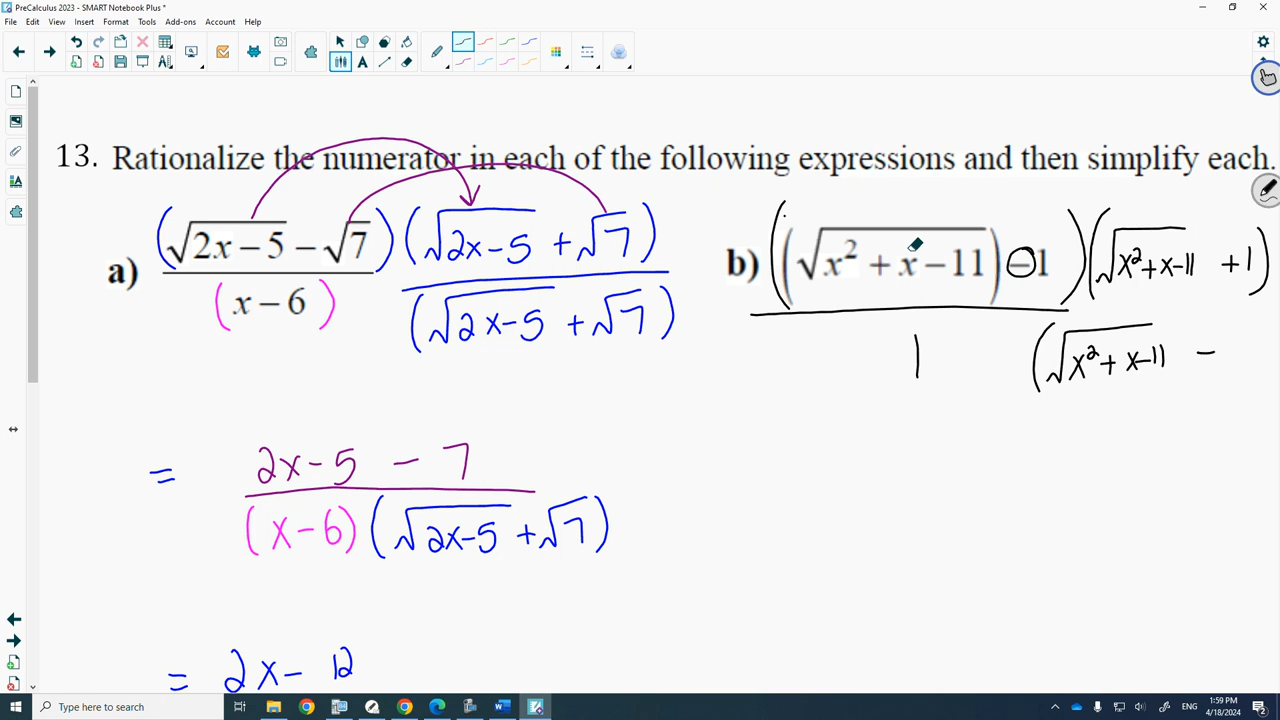 PreCalculus 2023 – SMART Notebook Plus *
File Edit View Insert Format Tools Add-ons Account Help
13. Rationalize the numerator in each of the following expressions and then simplify each.
a) (√(2x – 5) – √7) (√(2x-5) + √7)
(x – 6) (√(2x-5) + √7)
b) ((√(x² + x – 11)) – 1) (√(x²+x-11) + 1)
1 (√(x²+x-11) -
= 2x-5 - 7
(x-6) (√(2x-5) + √7)
= 2x - 12
Type here to search
ENG
1:59 PM
4/18/2024
2